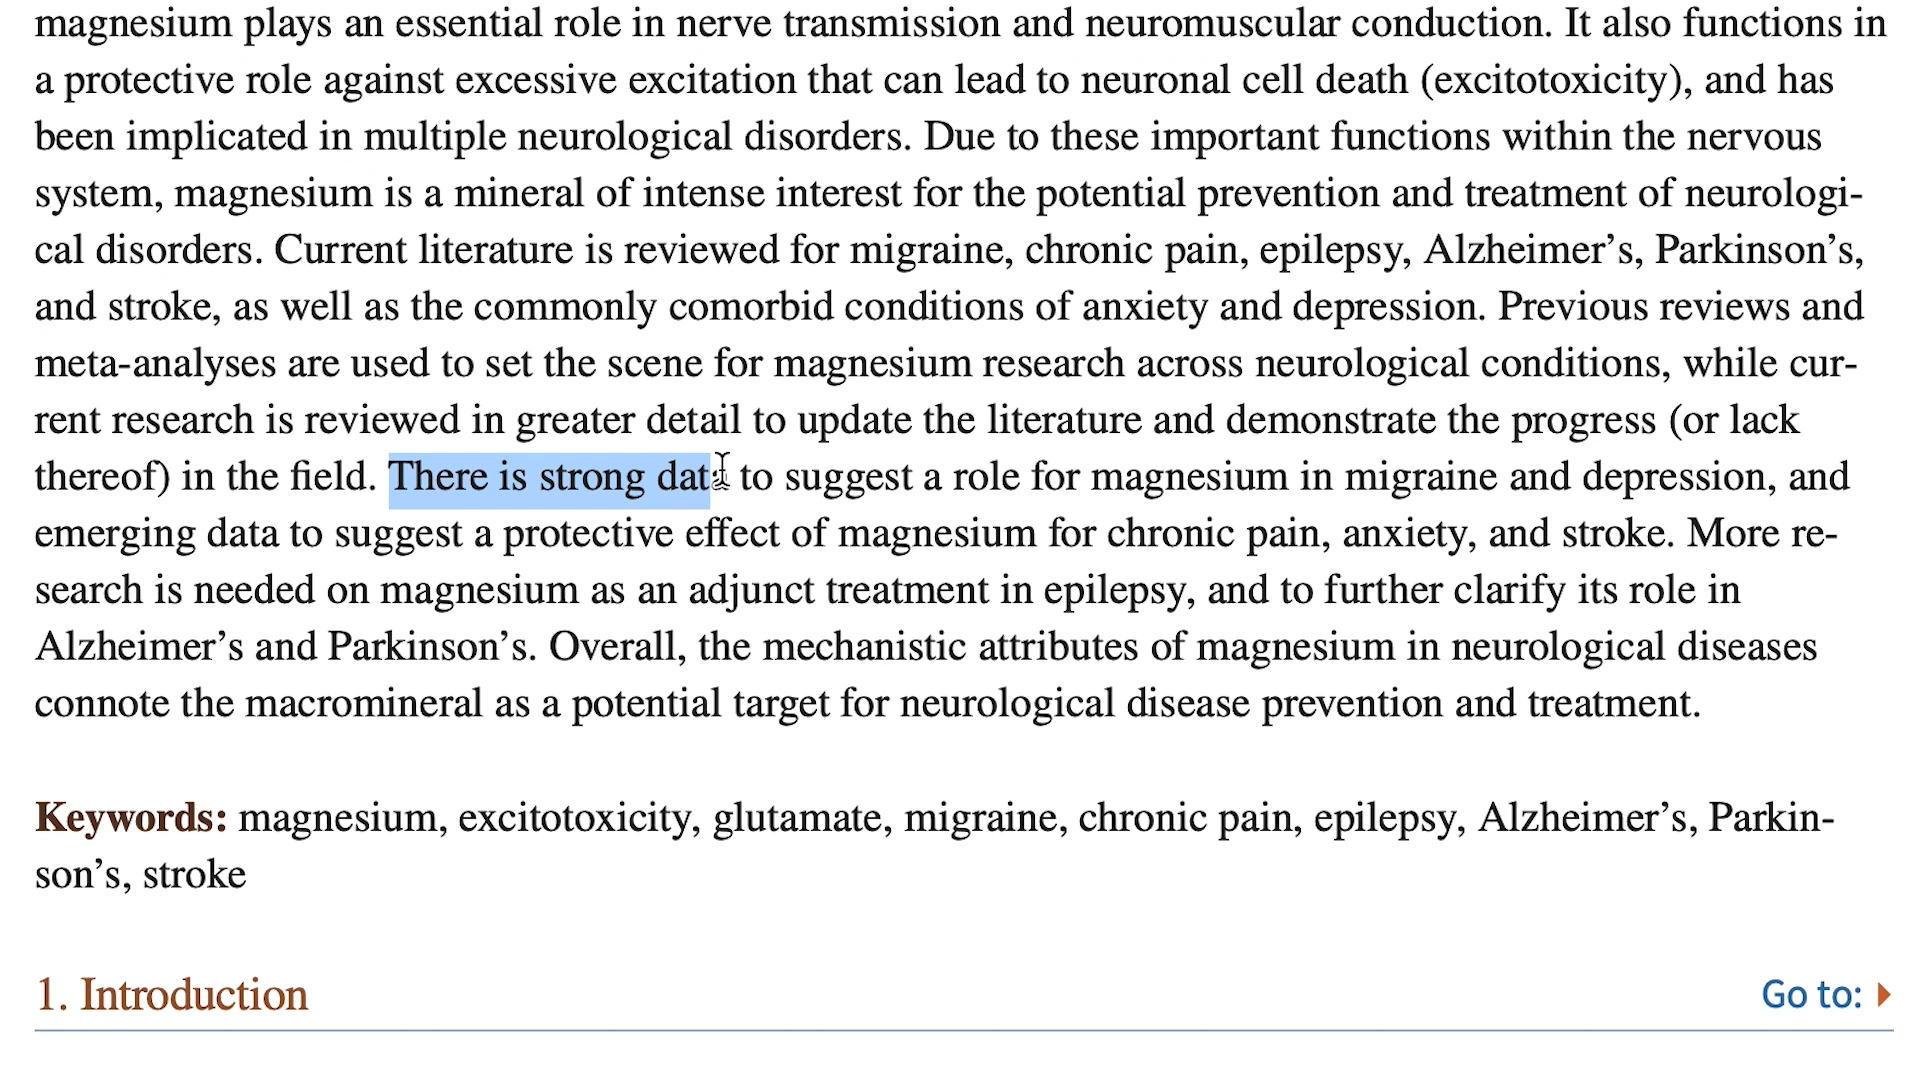 magnesium plays an essential role in nerve transmission and neuromuscular conduction. It also functions in
a protective role against excessive excitation that can lead to neuronal cell death (excitotoxicity), and has
been implicated in multiple neurological disorders. Due to these important functions within the nervous
system, magnesium is a mineral of intense interest for the potential prevention and treatment of neurologi-
cal disorders. Current literature is reviewed for migraine, chronic pain, epilepsy, Alzheimer’s, Parkinson’s,
and stroke, as well as the commonly comorbid conditions of anxiety and depression. Previous reviews and
meta-analyses are used to set the scene for magnesium research across neurological conditions, while cur-
rent research is reviewed in greater detail to update the literature and demonstrate the progress (or lack
thereof) in the field. There is strong data to suggest a role for magnesium in migraine and depression, and
emerging data to suggest a protective effect of magnesium for chronic pain, anxiety, and stroke. More re-
search is needed on magnesium as an adjunct treatment in epilepsy, and to further clarify its role in
Alzheimer’s and Parkinson’s. Overall, the mechanistic attributes of magnesium in neurological diseases
connote the macromineral as a potential target for neurological disease prevention and treatment.
Keywords: magnesium, excitotoxicity, glutamate, migraine, chronic pain, epilepsy, Alzheimer’s, Parkin-
son’s, stroke
1. Introduction
Go to: